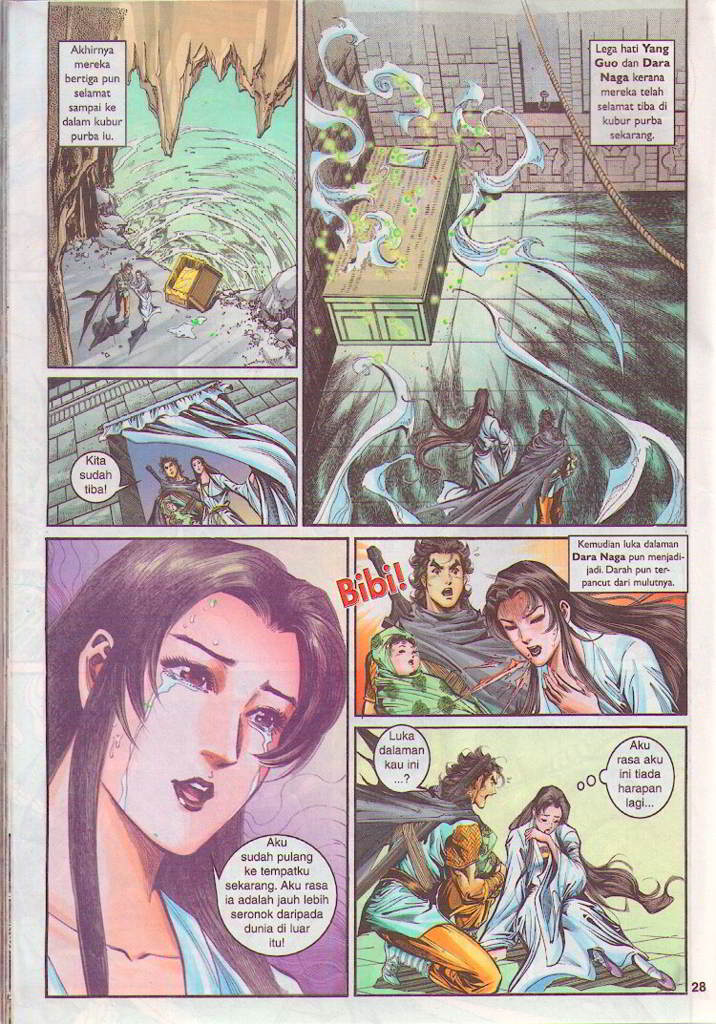 Akhirnya
mereka
bertiga pun
selamat
sampai ke
dalam kubur
purba iu.
Lega hati Yang
Guo dan Dara
Naga kerana
mereka telah
selamat tiba di
kubur purba
sekarang.
Kita
sudah
tiba!
Aku
sudah pulang
ke tempatku
sekarang. Aku rasa
ia adalah jauh lebih
seronok daripada
dunia di luar
itu!
Bibi!
Kemudian luka dalaman
Dara Naga pun menjadi-
jadi. Darah pun ter-
pancut dari mulutnya.
Luka
dalaman
kau ini
...?
Aku
rasa aku
ini tiada
harapan
lagi...
28